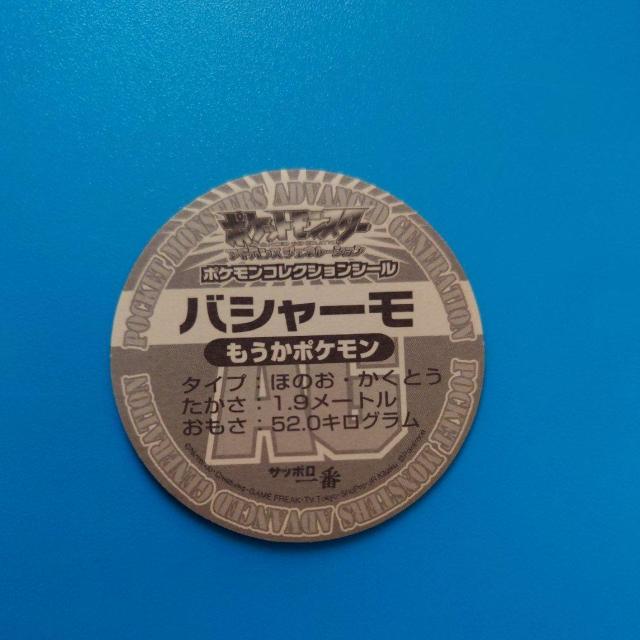 POCKET MONSTERS ADVANCED GENERATION
ポケットモンスター
アドバンスジェネレーション
ポケモンコレクションシール
バシャーモ
もうかポケモン
タイプ：ほのお・かくとう
たかさ：1.9メートル
おもさ：52.0キログラム
AG
サッポロ
一番
POCKET MONSTERS ADVANCED GENERATION